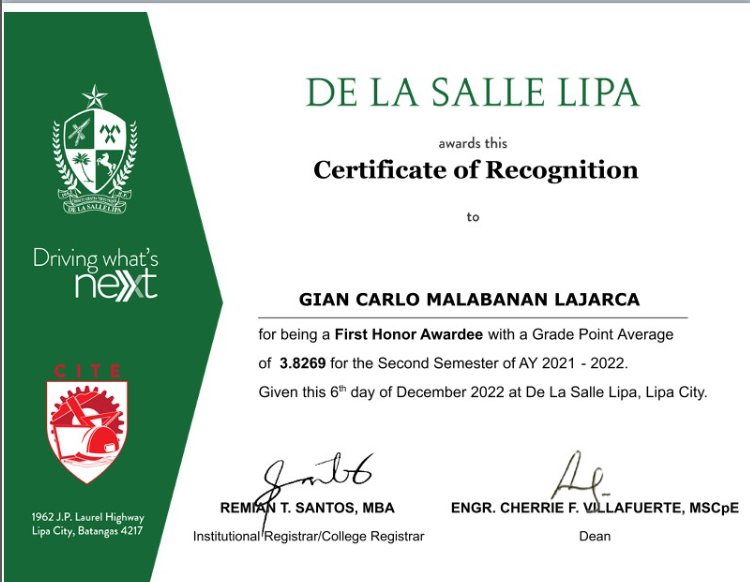 DE LA SALLE LIPA
awards this
Certificate of Recognition
to
GIAN CARLO MALABANAN LAJARCA
for being a First Honor Awardee with a Grade Point Average
of 3.8269 for the Second Semester of AY 2021 - 2022.
Given this 6th day of December 2022 at De La Salle Lipa, Lipa City.
REMIAN T. SANTOS, MBA
Institutional Registrar/College Registrar
ENGR. CHERRIE F. VILLAFUERTE, MSCpE
Dean
DE LA SALLE LIPA
Driving what's
next
CITE
1962 J.P. Laurel Highway
Lipa City, Batangas 4217